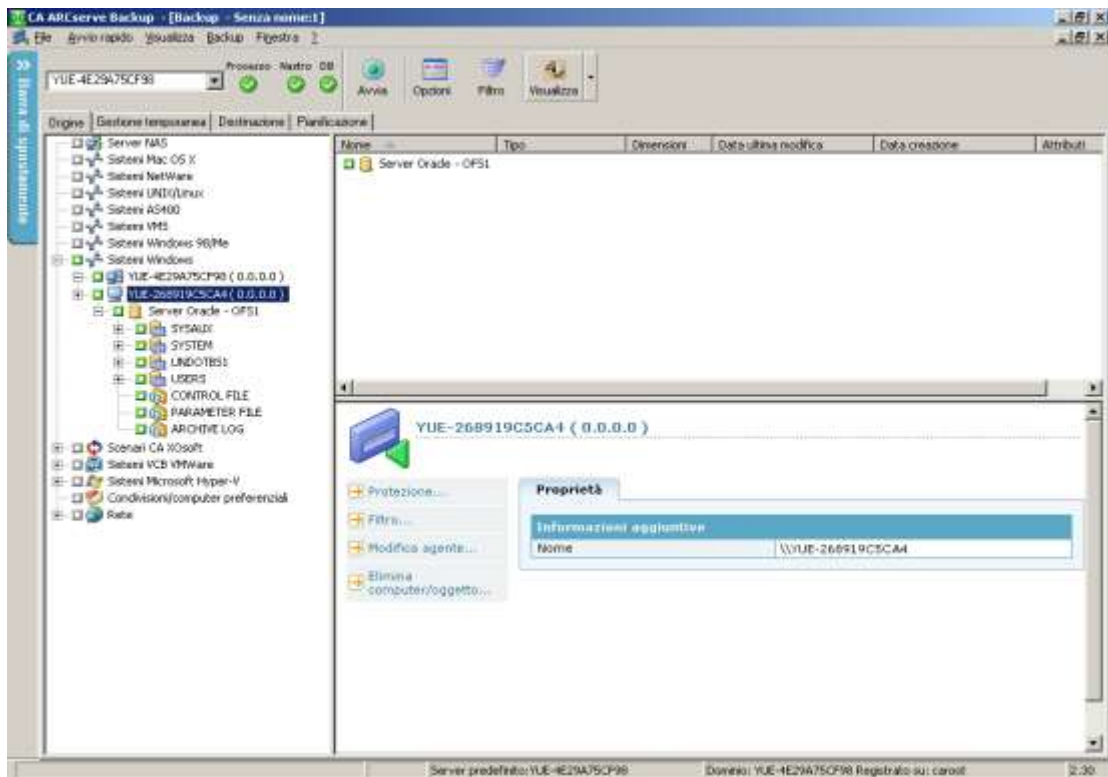 CA ARCserve Backup - [Backup - Senza nome:1]
File Avvio rapido Visualizza Backup Finestra ?
Barra di spostamento
YUE-4E29A75CF98
Processo Nastro DB
Avvia Opzioni Filtro Visualizza
Origine Gestione temporanea Destinazione Pianificazione
Server NAS
Sistemi Mac OS X
Sistemi NetWare
Sistemi UNIX/Linux
Sistemi AS400
Sistemi VMS
Sistemi Windows 98/Me
Sistemi Windows
YUE-4E29A75CF98 ( 0.0.0.0 )
YUE-268919C5CA4 ( 0.0.0.0 )
Server Oracle - OFS1
SYSAUX
SYSTEM
UNDOTBS1
USERS
CONTROL FILE
PARAMETER FILE
ARCHIVE LOG
Scenari CA XOsoft
Sistemi VCB VMWare
Sistemi Microsoft Hyper-V
Condivisioni/computer preferenziali
Rete
Nome Tipo Dimensioni Data ultima modifica Data creazione Attributi
Server Oracle - OFS1
YUE-268919C5CA4 ( 0.0.0.0 )
Protezione...
Filtro...
Modifica agente...
Elimina
computer/oggetto...
Proprietà
Informazioni aggiuntive
Nome \\YUE-268919C5CA4
Server predefinito: YUE-4E29A75CF98 Dominio: YUE-4E29A75CF98 Registrato su: caroot 2.30